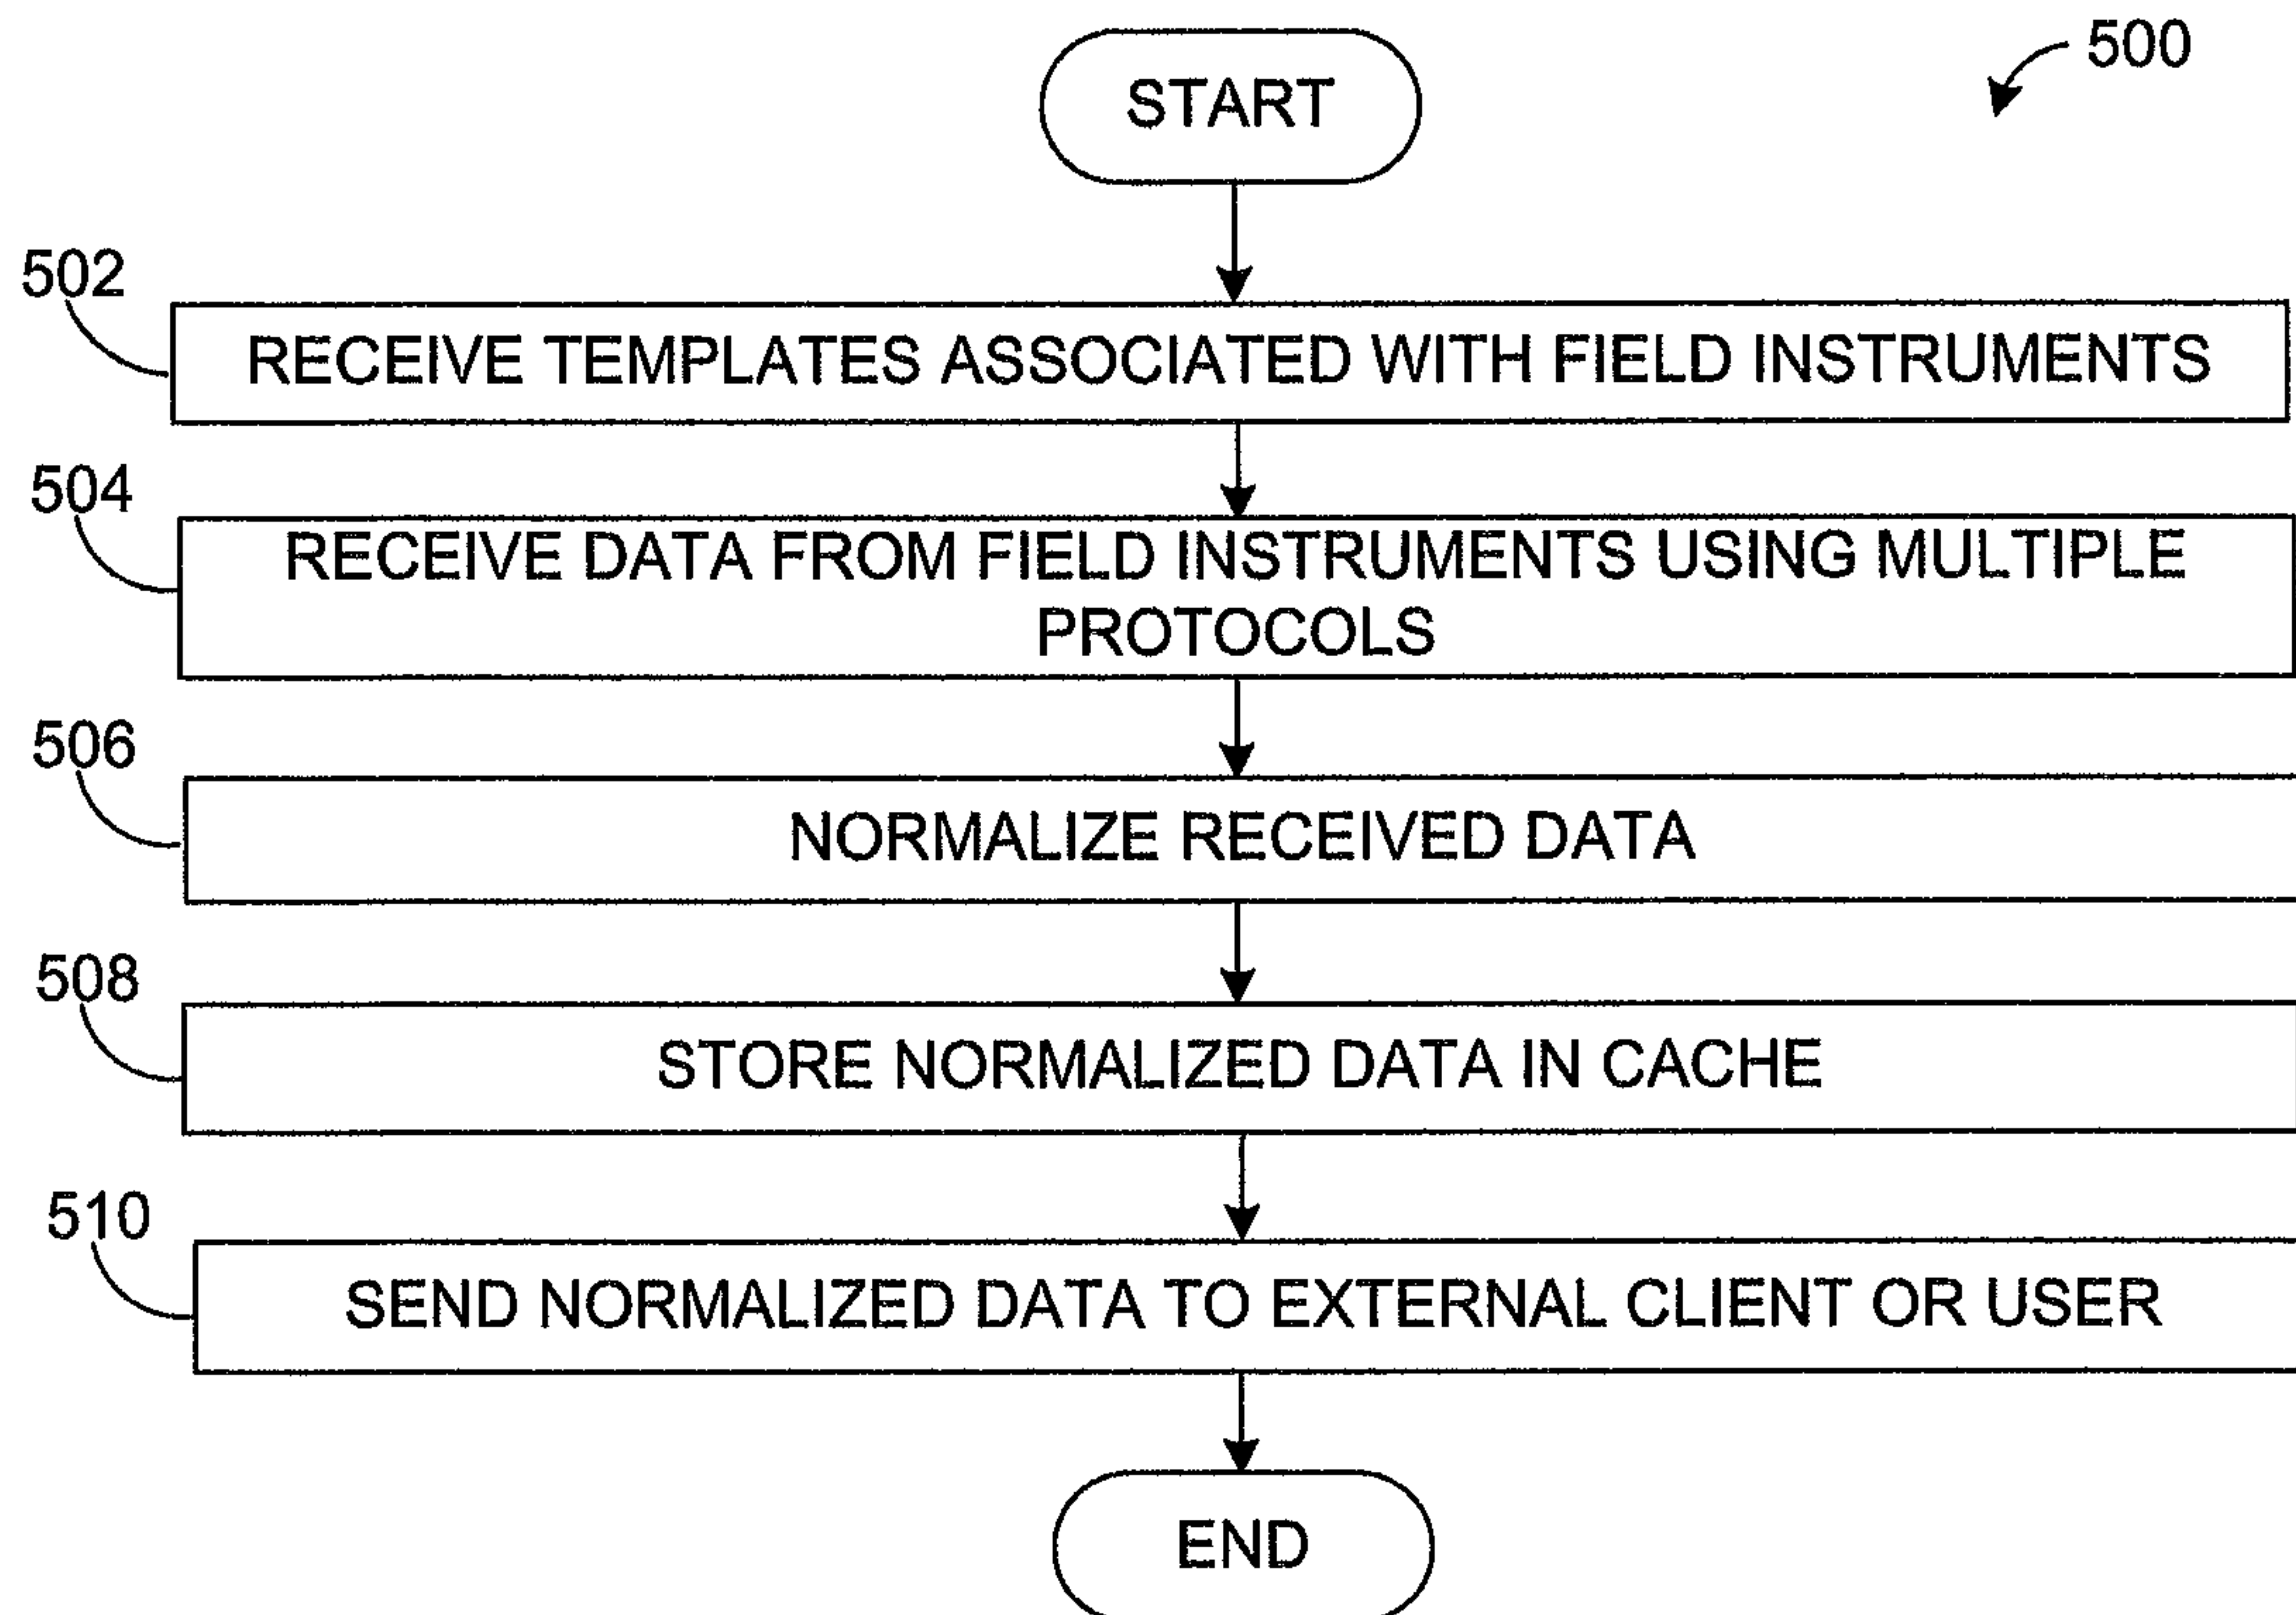 START
500
502
RECEIVE TEMPLATES ASSOCIATED WITH FIELD INSTRUMENTS
504
RECEIVE DATA FROM FIELD INSTRUMENTS USING MULTIPLE
PROTOCOLS
506
NORMALIZE RECEIVED DATA
508
STORE NORMALIZED DATA IN CACHE
510
SEND NORMALIZED DATA TO EXTERNAL CLIENT OR USER
END